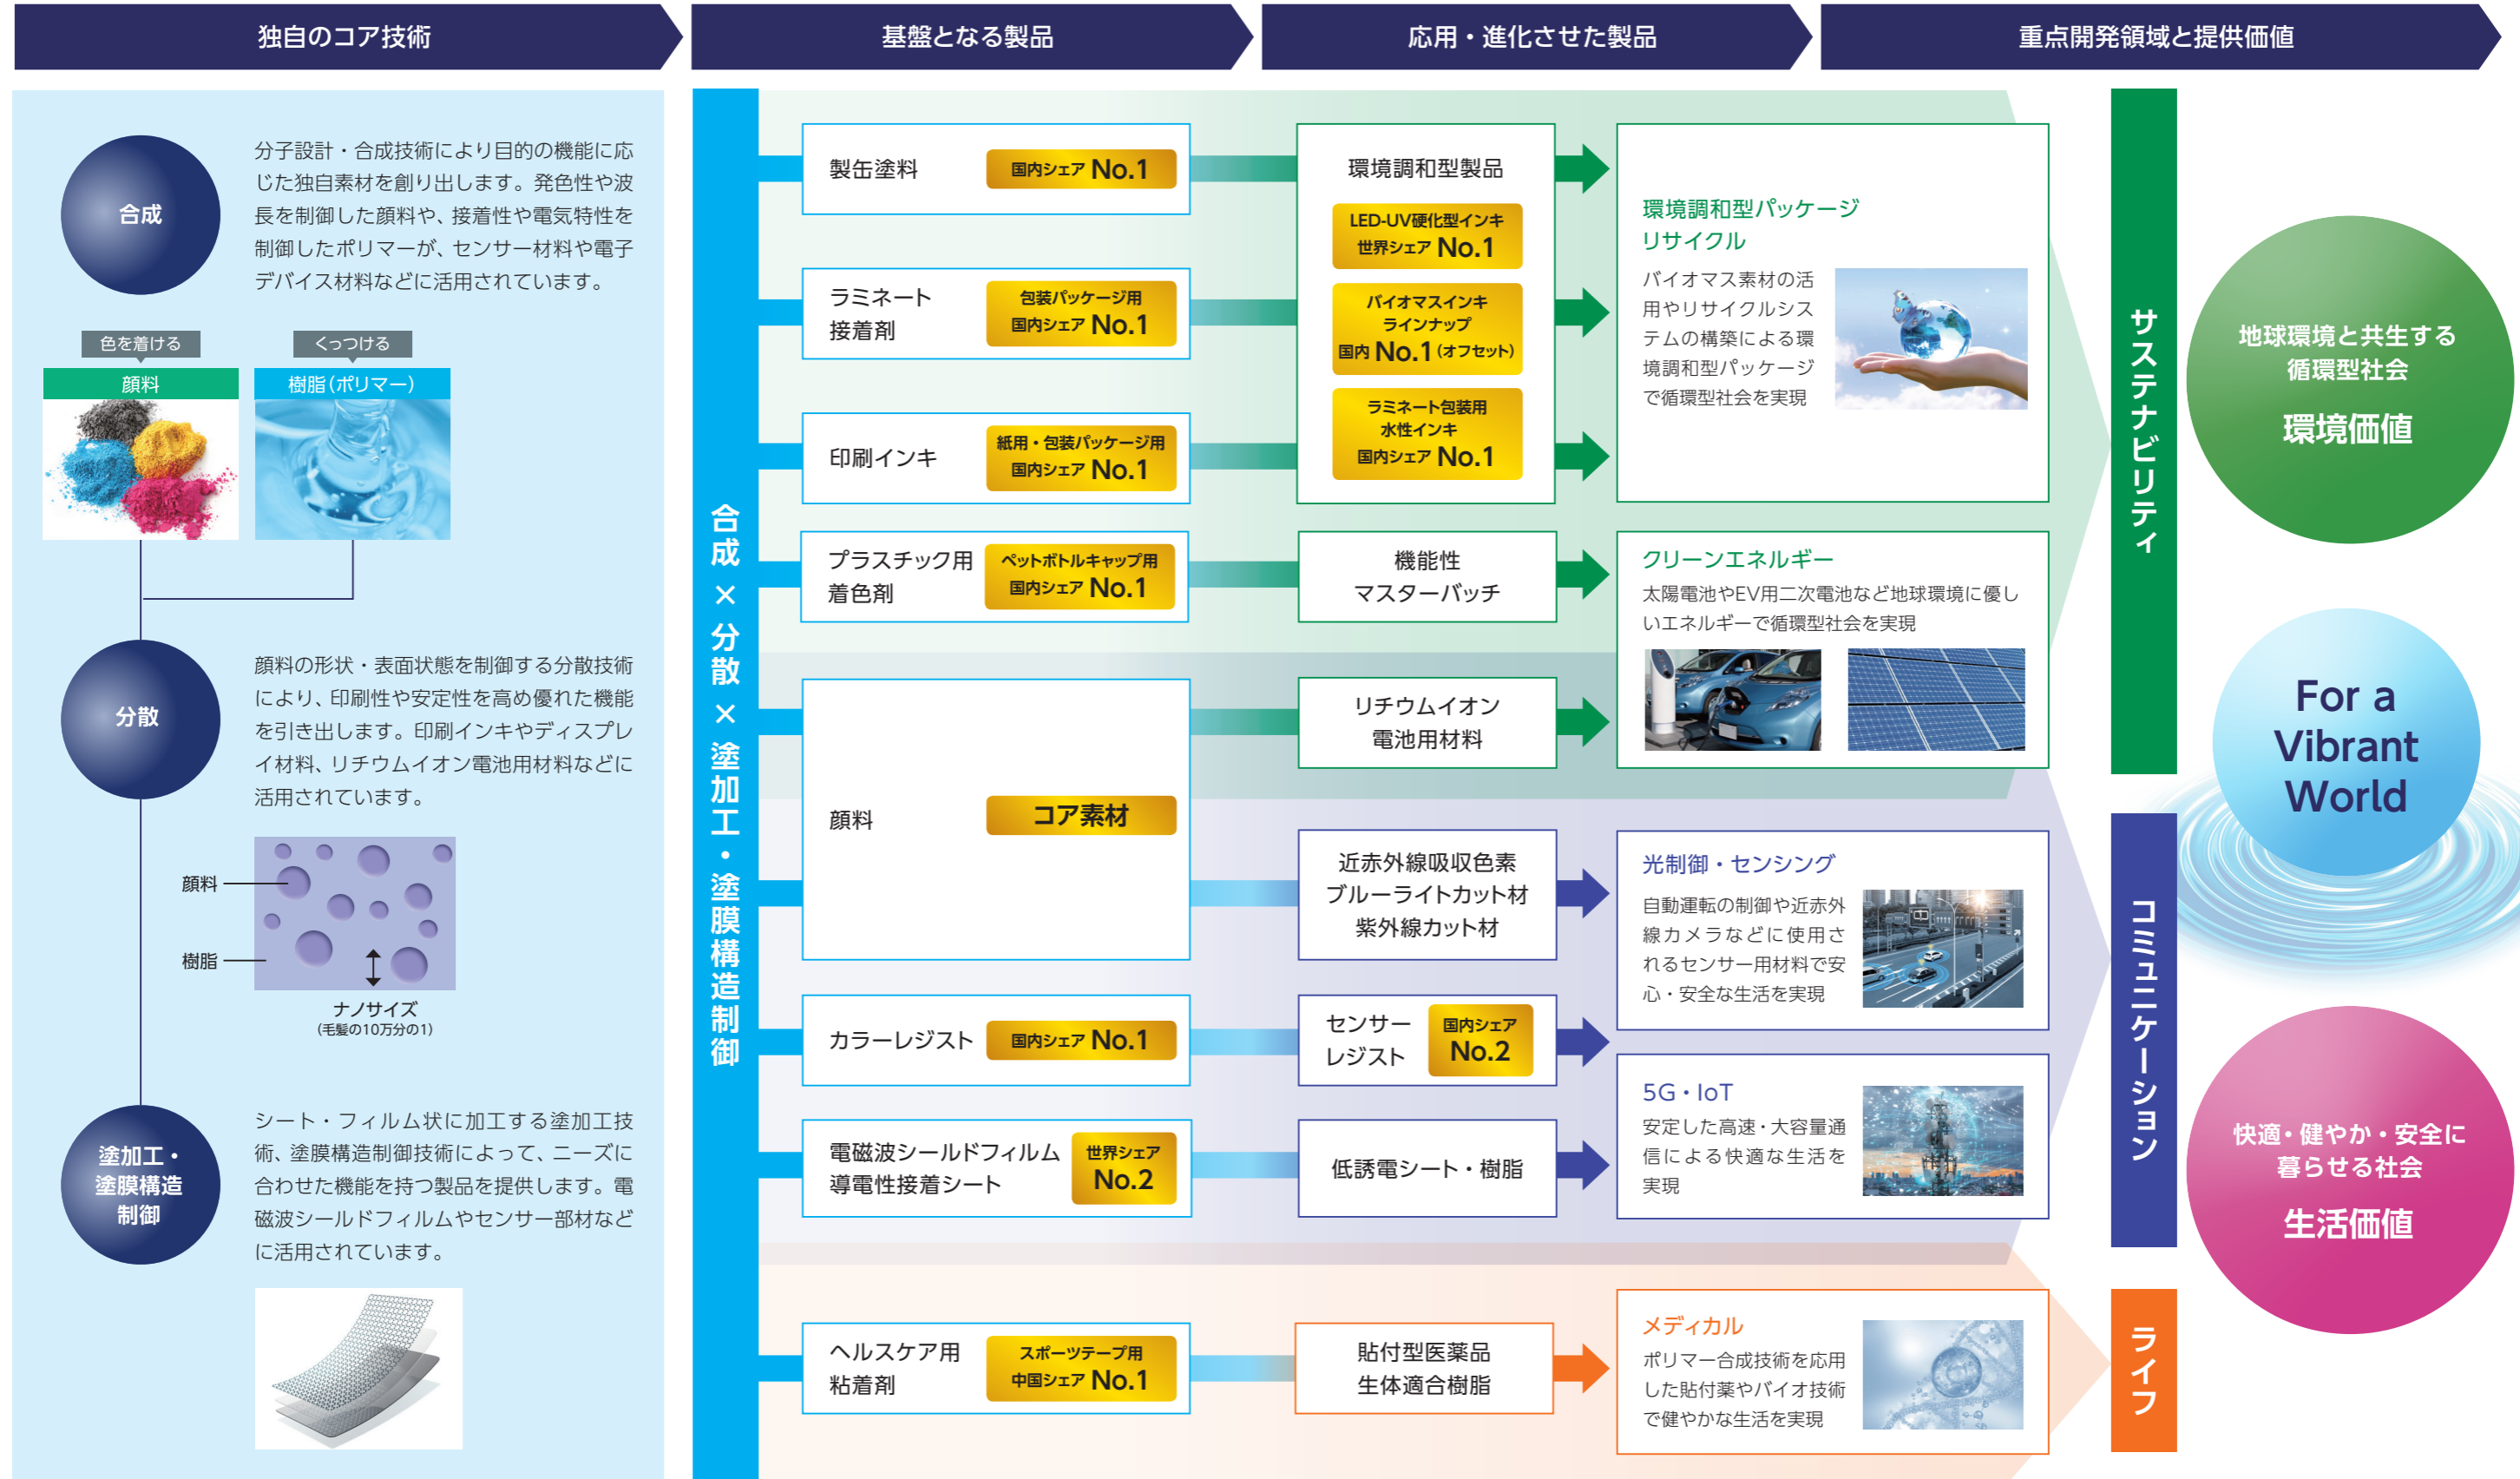 独自のコア技術
基盤となる製品
応用・進化させた製品
重点開発領域と提供価値
合成
分子設計・合成技術により目的の機能に応
じた独自素材を創り出します。発色性や波
長を制御した顔料や、接着性や電気特性を
制御したポリマーが、センサー材料や電子
デバイス材料などに活用されています。
色を着ける
くっつける
顔料
樹脂(ポリマー)
分散
顔料の形状・表面状態を制御する分散技術
により、印刷性や安定性を高め優れた機能
を引き出します。印刷インキやディスプレ
イ材料、リチウムイオン電池用材料などに
活用されています。
顔料
樹脂
ナノサイズ
(毛髪の10万分の1)
塗加工・
塗膜構造
制御
シート・フィルム状に加工する塗加工技
術、塗膜構造制御技術によって、ニーズに
合わせた機能を持つ製品を提供します。電
磁波シールドフィルムやセンサー部材など
に活用されています。
合成×分散×塗加工・塗膜構造制御
製缶塗料
国内シェア No.1
ラミネート
接着剤
包装パッケージ用
国内シェア No.1
印刷インキ
紙用・包装パッケージ用
国内シェア No.1
プラスチック用
着色剤
ペットボトルキャップ用
国内シェア No.1
顔料
コア素材
カラーレジスト
国内シェア No.1
電磁波シールドフィルム
導電性接着シート
世界シェア
No.2
ヘルスケア用
粘着剤
スポーツテープ用
中国シェア No.1
環境調和型製品
LED-UV硬化型インキ
世界シェア No.1
バイオマスインキ
ラインナップ
国内 No.1 (オフセット)
ラミネート包装用
水性インキ
国内シェア No.1
機能性
マスターバッチ
リチウムイオン
電池用材料
近赤外線吸収色素
ブルーライトカット材
紫外線カット材
センサー
レジスト
国内シェア
No.2
低誘電シート・樹脂
貼付型医薬品
生体適合樹脂
環境調和型パッケージ
リサイクル
バイオマス素材の活
用やリサイクルシス
テムの構築による環
境調和型パッケージ
で循環型社会を実現
クリーンエネルギー
太陽電池やEV用二次電池など地球環境に優し
いエネルギーで循環型社会を実現
光制御・センシング
自動運転の制御や近赤外
線カメラなどに使用さ
れるセンサー用材料で安
心・安全な生活を実現
5G・IoT
安定した高速・大容量通
信による快適な生活を
実現
メディカル
ポリマー合成技術を応用
した貼付薬やバイオ技術
で健やかな生活を実現
サステナビリティ
コミュニケーション
ライフ
地球環境と共生する
循環型社会
環境価値
For a
Vibrant
World
快適・健やか・安全に
暮らせる社会
生活価値